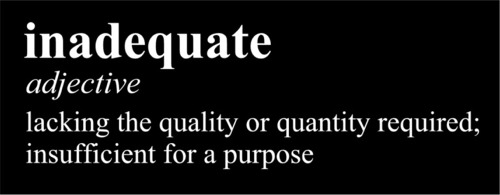 inadequate
adjective
lacking the quality or quantity required;
insufficient for a purpose